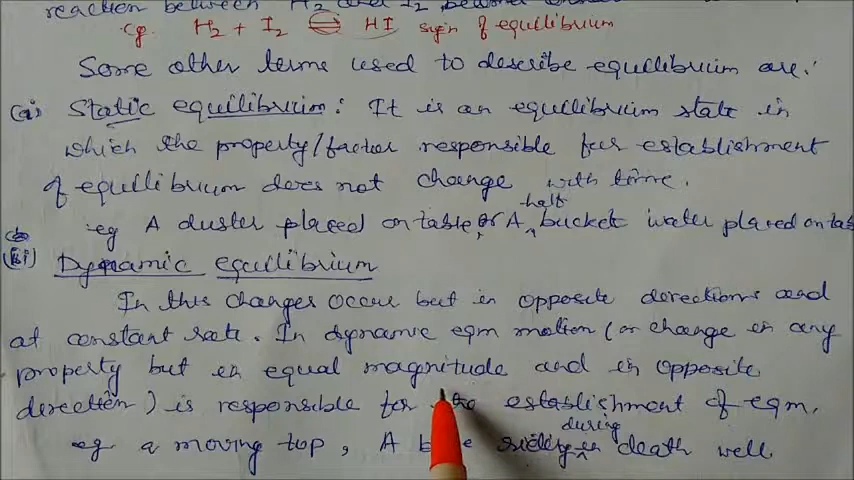 reaction between H2 and I2 beyond
eg. H2 + I2 ⇌ HI sign of equilibrium
Some other terms used to describe equilibrium are:
(a) Static equilibrium: It is an equilibrium state in
which the property/factor responsible for establishment
of equilibrium does not change with time.
eg A duster placed on table, or A half bucket water placed on tab
(b) Dynamic equilibrium
In this changes occur but in opposite directions and
at constant rate. In dynamic eqm motion (or change in any
property but in equal magnitude and in opposite
direction) is responsible for the establishment of eqm.
eg a moving top, A riding during in death well.